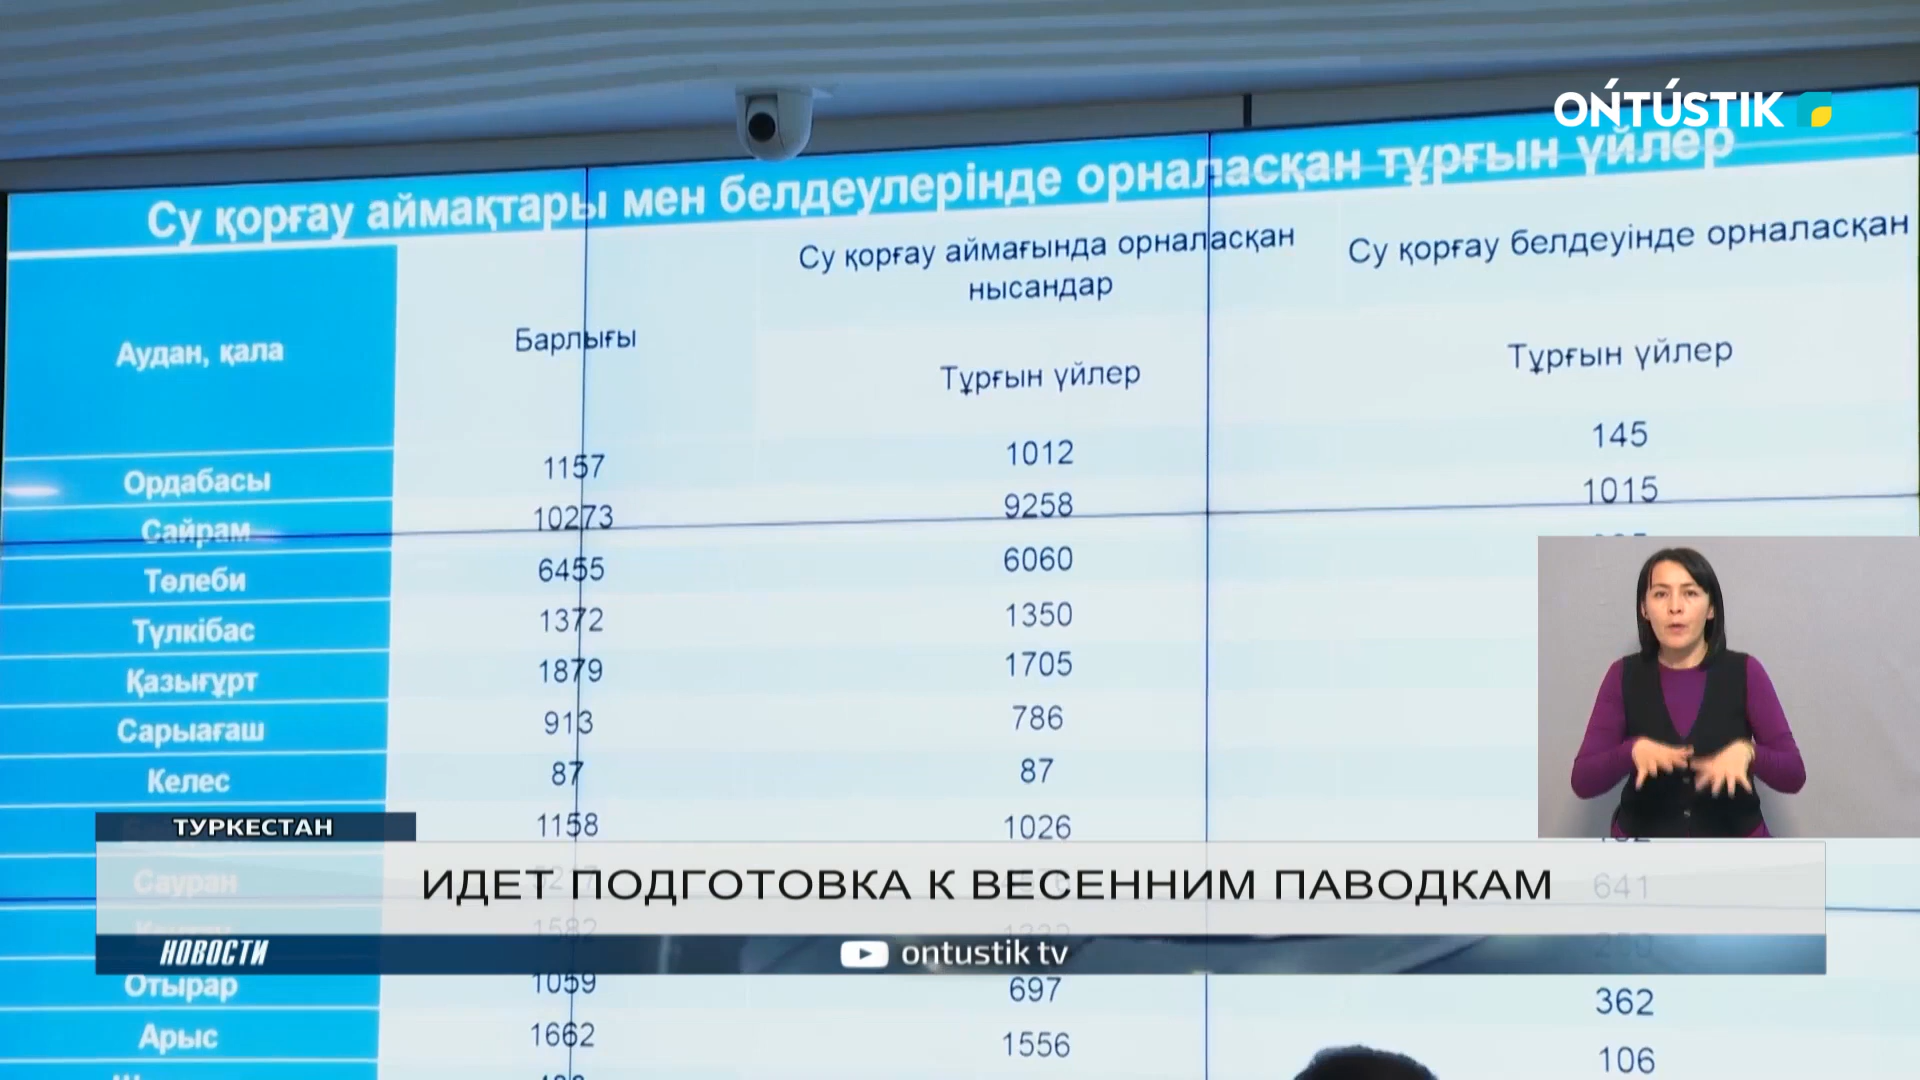 OŃTÚSTIK
Су қорғау аймақтары мен белдеулерінде орналасқан тұрғын үйлер
Аудан, қала
Барлығы
Су қорғау аймағында орналасқан
нысандар
Тұрғын үйлер
Су қорғау белдеуінде орналасқан
Тұрғын үйлер
Ордабасы 1157 1012 145
Сайрам 10273 9258 1015
Төлеби 6455 6060
Түлкібас 1372 1350
Қазығұрт 1879 1705
Сарыағаш 913 786
Келес 87 87
1158 1026
Сауран 641
1582
Отырар 1059 697 362
Арыс 1662 1556 106
ТУРКЕСТАН
ИДЕТ ПОДГОТОВКА К ВЕСЕННИМ ПАВОДКАМ
НОВОСТИ
ontustik tv